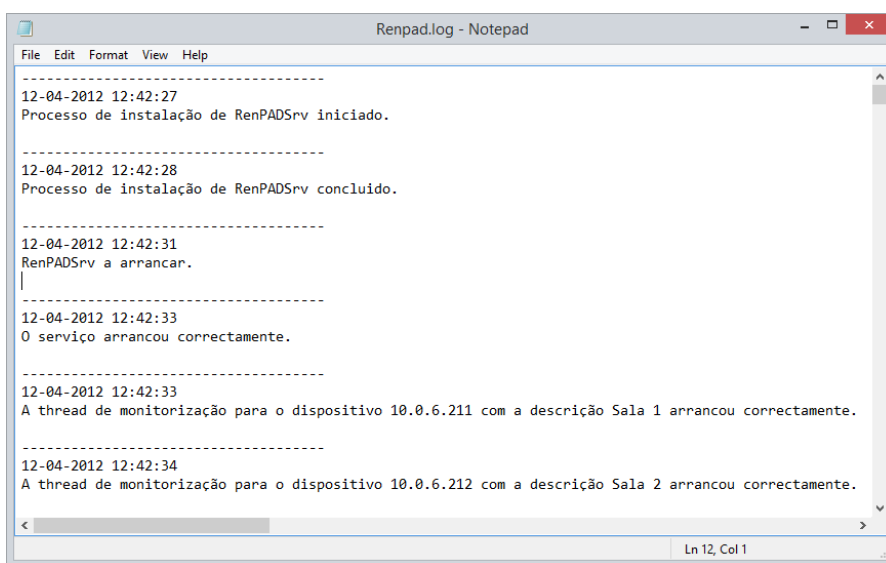 Renpad.log - Notepad
File Edit Format View Help
-------------------------------------
12-04-2012 12:42:27
Processo de instalação de RenPADSrv iniciado.
-------------------------------------
12-04-2012 12:42:28
Processo de instalação de RenPADSrv concluido.
-------------------------------------
12-04-2012 12:42:31
RenPADSrv a arrancar.
-------------------------------------
12-04-2012 12:42:33
O serviço arrancou correctamente.
-------------------------------------
12-04-2012 12:42:33
A thread de monitorização para o dispositivo 10.0.6.211 com a descrição Sala 1 arrancou correctamente.
-------------------------------------
12-04-2012 12:42:34
A thread de monitorização para o dispositivo 10.0.6.212 com a descrição Sala 2 arrancou correctamente.
Ln 12, Col 1